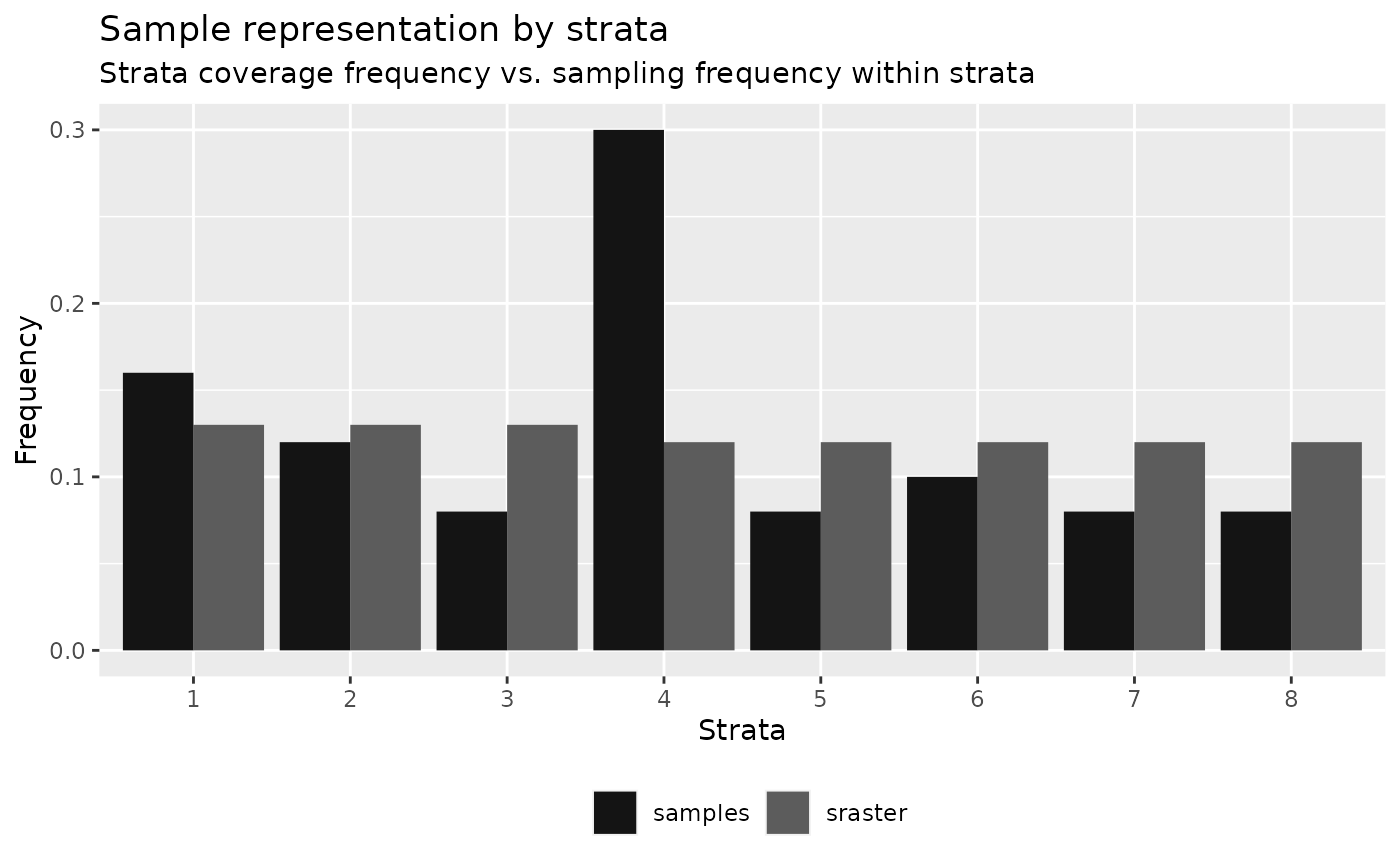 Sample representation by strata
Strata coverage frequency vs. sampling frequency within strata
0.3
0.2
0.1
0.0
Frequency
1 2 3 4 5 6 7 8
Strata
samples sraster